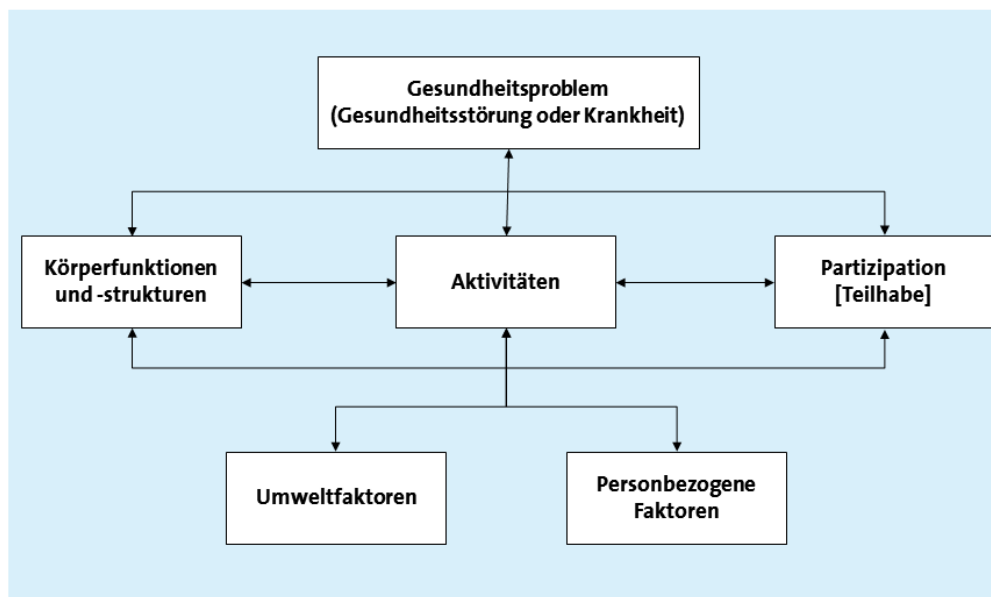 Gesundheitsproblem
(Gesundheitsstörung oder Krankheit)
Körperfunktionen
und -strukturen
Aktivitäten
Partizipation
[Teilhabe]
Umweltfaktoren
Personbezogene
Faktoren